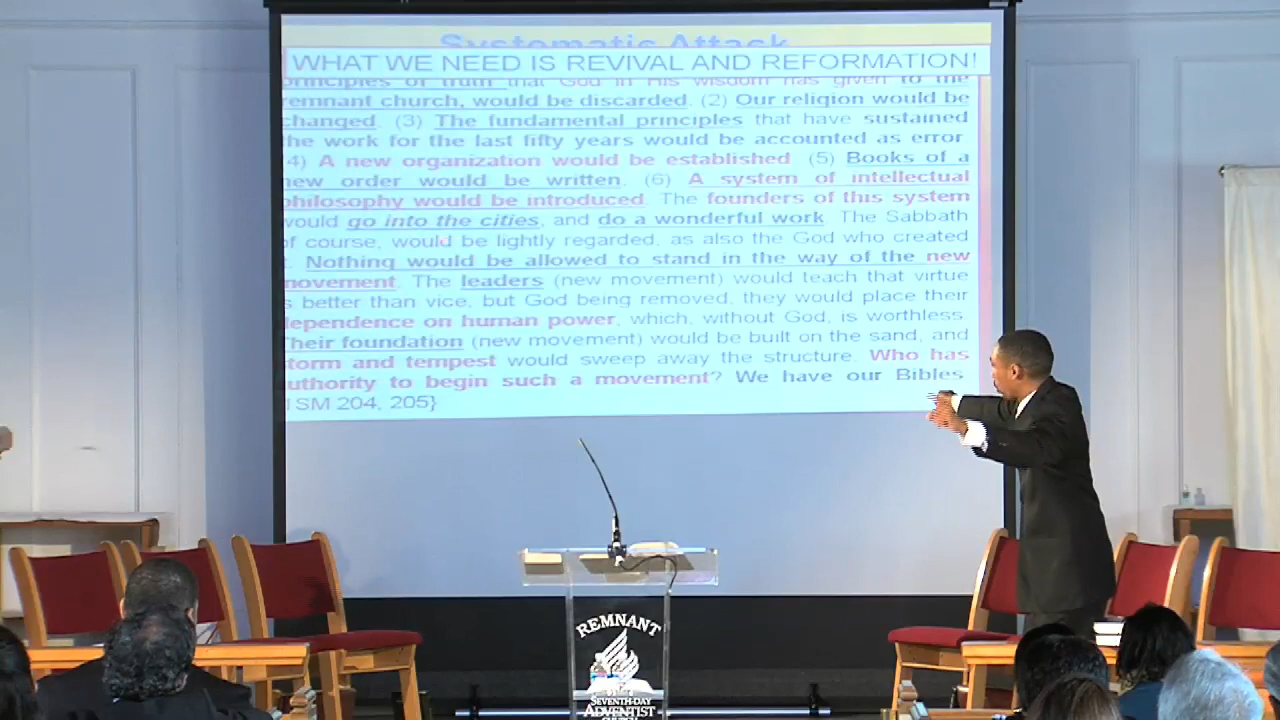 Systematic Attack
WHAT WE NEED IS REVIVAL AND REFORMATION!
principles of truth that God in His wisdom has given to the
remnant church, would be discarded. (2) Our religion would be
changed. (3) The fundamental principles that have sustained
the work for the last fifty years would be accounted as error.
4) A new organization would be established. (5) Books of a
new order would be written. (6) A system of intellectual
philosophy would be introduced. The founders of this system
would go into the cities, and do a wonderful work. The Sabbath
of course, would be lightly regarded, as also the God who created
. Nothing would be allowed to stand in the way of the new
movement. The leaders (new movement) would teach that virtue
s better than vice, but God being removed, they would place their
dependence on human power, which, without God, is worthless.
Their foundation (new movement) would be built on the sand, and
storm and tempest would sweep away the structure. Who has
authority to begin such a movement? We have our Bibles.
SM 204, 205}
REMNANT
SEVENTH-DAY
ADVENTIST
CHURCH